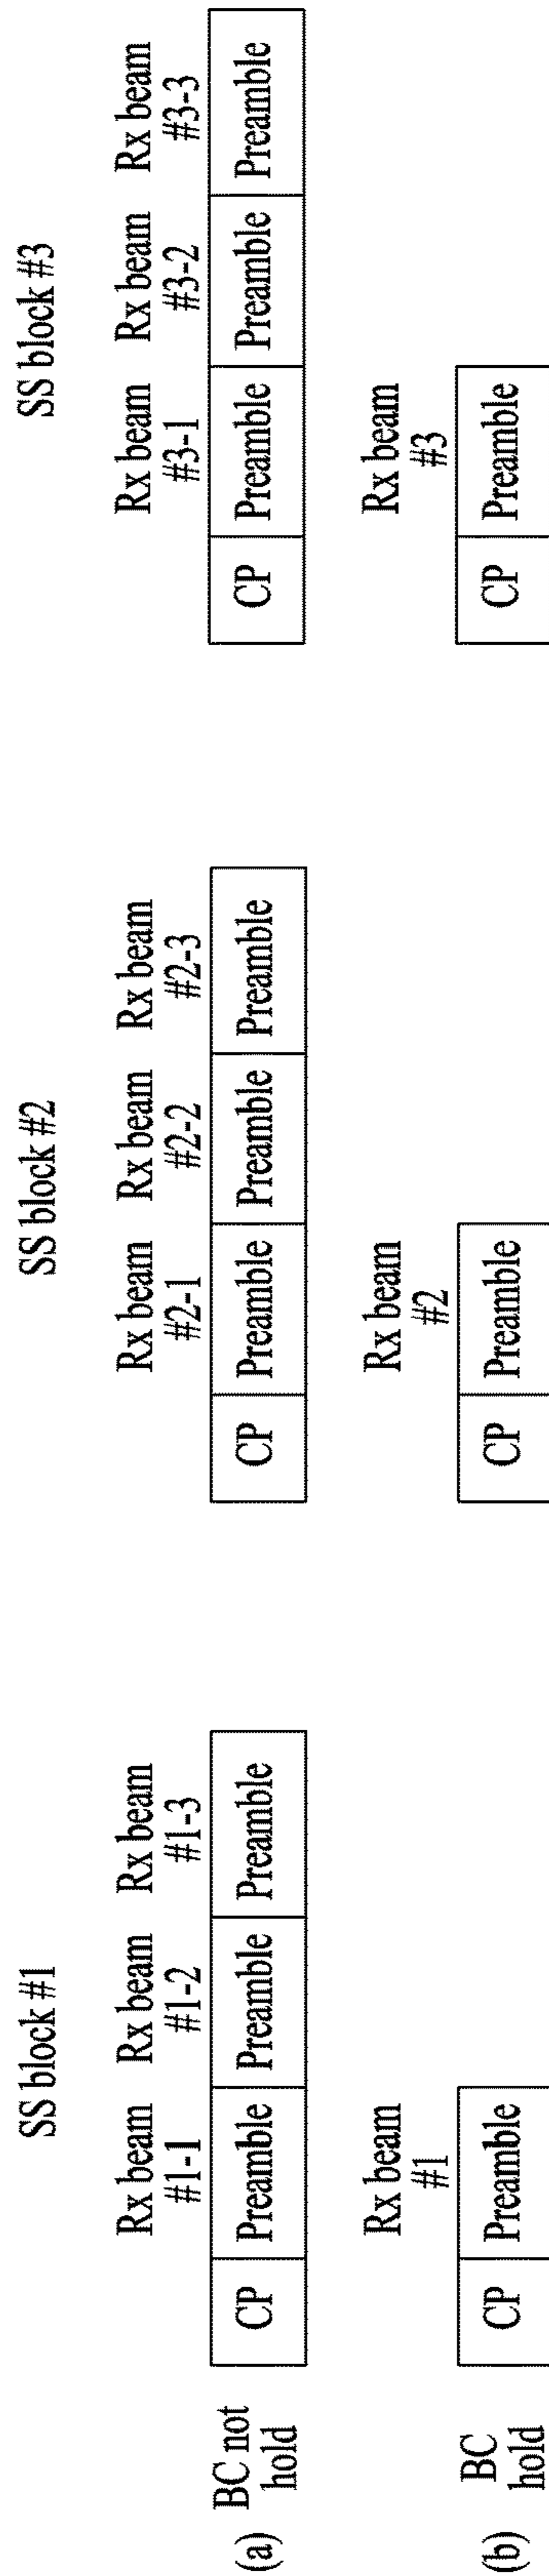 SS block #1
SS block #2
SS block #3
Rx beam
#1-1
Rx beam
#1-2
Rx beam
#1-3
Rx beam
#2-1
Rx beam
#2-2
Rx beam
#2-3
Rx beam
#3-1
Rx beam
#3-2
Rx beam
#3-3
(a) BC not
hold
CP Preamble Preamble Preamble
CP Preamble Preamble Preamble
CP Preamble Preamble Preamble
Rx beam
#1
Rx beam
#2
Rx beam
#3
(b) BC
hold
CP Preamble
CP Preamble
CP Preamble